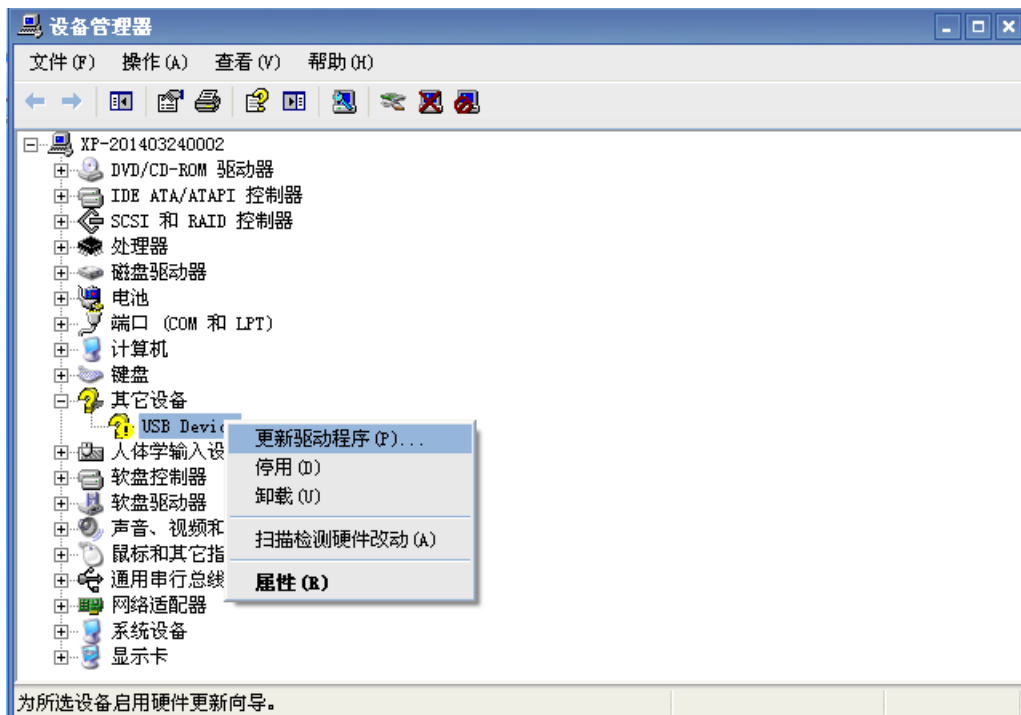 设备管理器
文件(F) 操作(A) 查看(V) 帮助(H)
XP-201403240002
DVD/CD-ROM 驱动器
IDE ATA/ATAPI 控制器
SCSI 和 RAID 控制器
处理器
磁盘驱动器
电池
端口 (COM 和 LPT)
计算机
键盘
其它设备
USB Devic
人体学输入设
软盘控制器
软盘驱动器
声音、视频和
鼠标和其它指
通用串行总线
网络适配器
系统设备
显示卡
更新驱动程序(P)...
停用(D)
卸载(U)
扫描检测硬件改动(A)
属性(R)
为所选设备启用硬件更新向导。